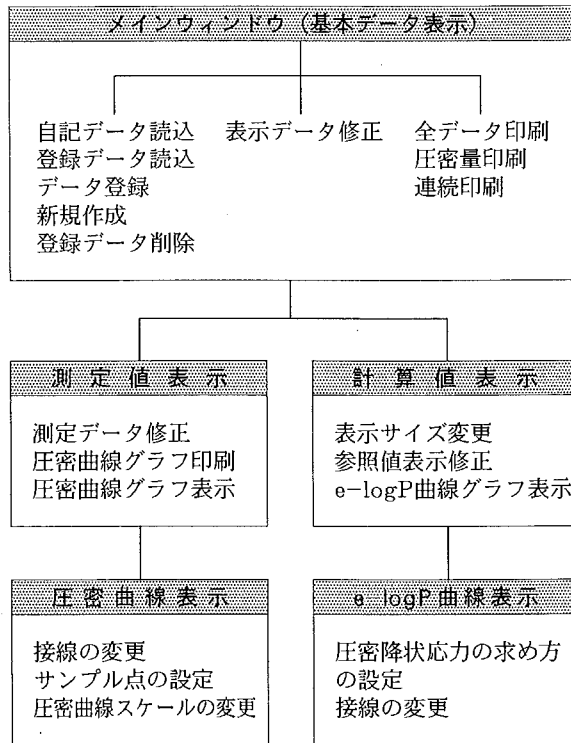 メインウィンドウ（基本データ表示）
自記データ読込
登録データ読込
データ登録
新規作成
登録データ削除
表示データ修正
全データ印刷
圧密量印刷
連続印刷
測定値表示
測定データ修正
圧密曲線グラフ印刷
圧密曲線グラフ表示
計算値表示
表示サイズ変更
参照値表示修正
e-logP曲線グラフ表示
圧密曲線表示
接線の変更
サンプル点の設定
圧密曲線スケールの変更
e-logP曲線表示
圧密降状応力の求め方
の設定
接線の変更